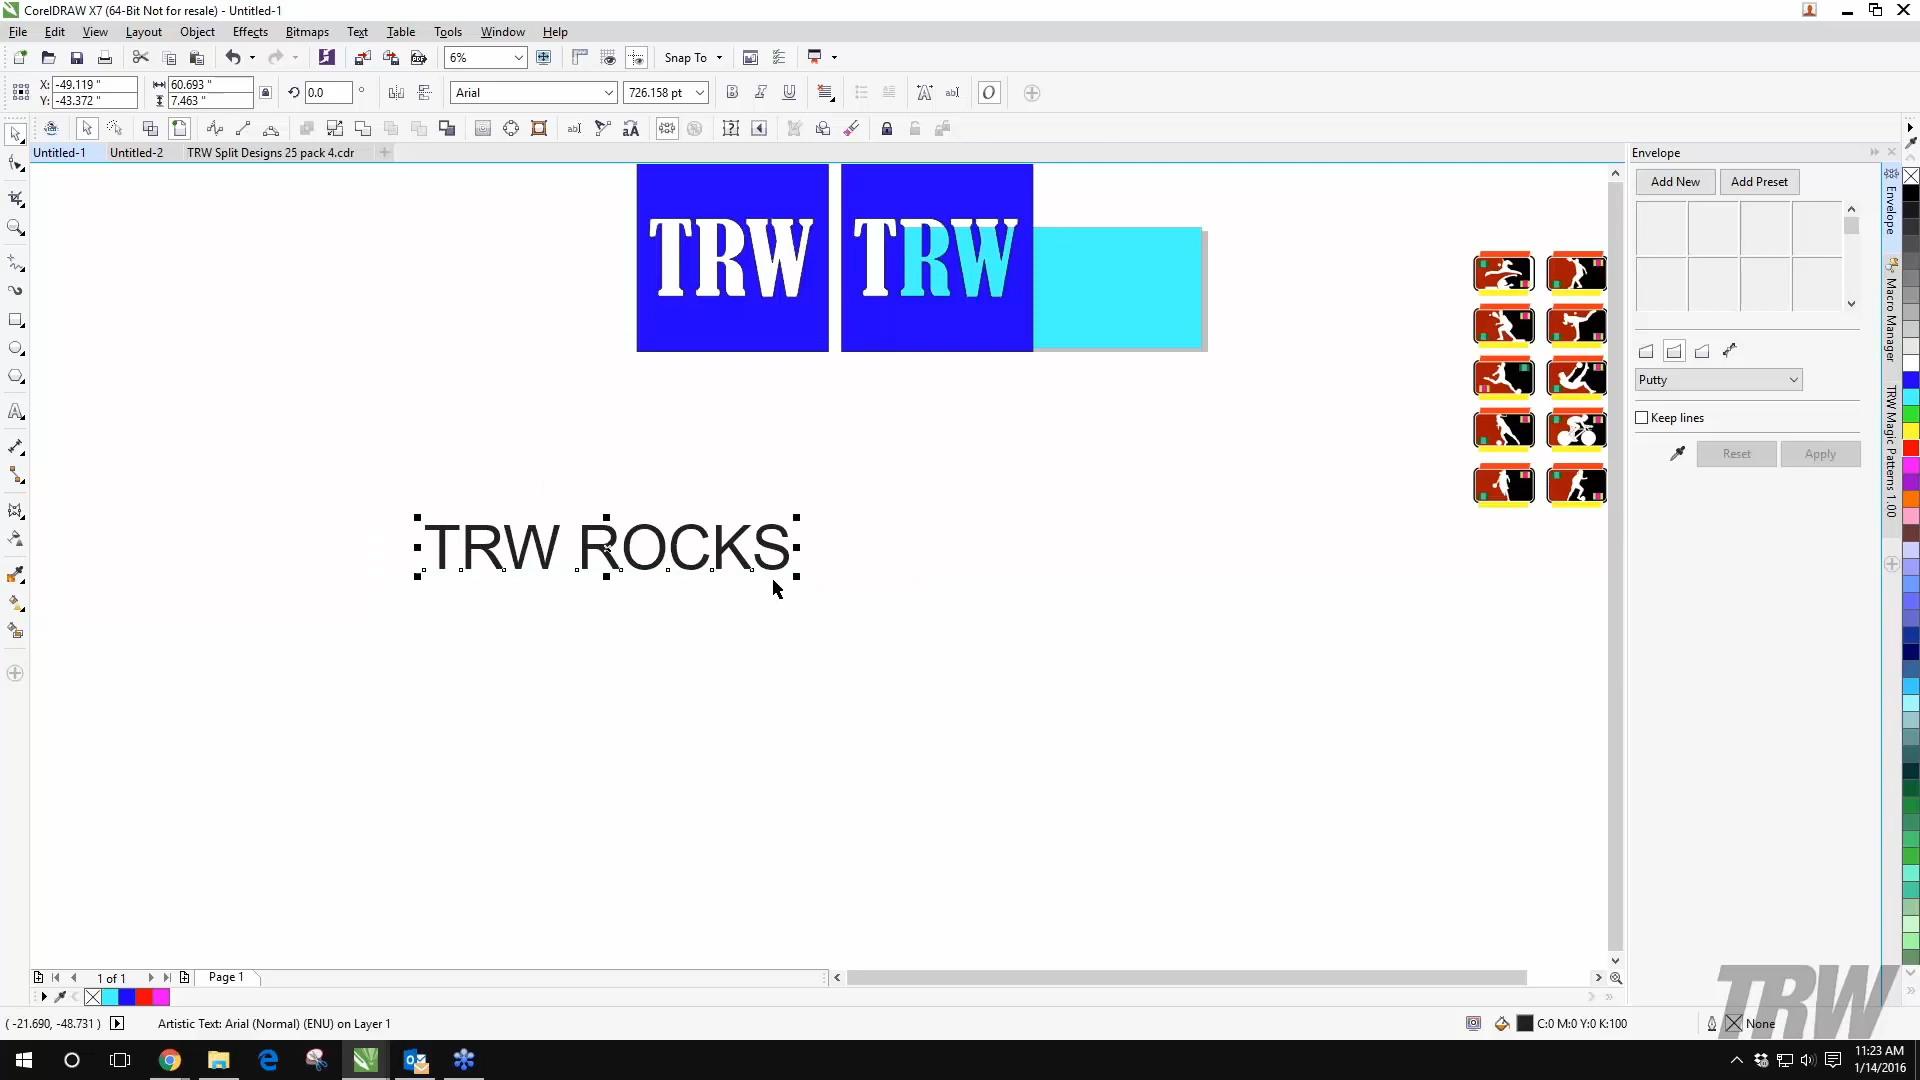 CorelDRAW X7 (64-Bit Not for resale) - Untitled-1
File Edit View Layout Object Effects Bitmaps Text Table Tools Window Help
6% Snap To
X: -49.119 " 60.693 " 0.0 ° Arial 726.158 pt
Y: -43.372 " 7.463 "
Untitled-1 Untitled-2 TRW Split Designs 25 pack 4.cdr
Envelope
Add New Add Preset
TRW TRW
Envelope
Macro Manager
TRW Magic Patterns 1.00
Putty
Keep lines
Reset Apply
TRW ROCKS
1 of 1 Page 1
TRW
( -21.690, -48.731 ) Artistic Text: Arial (Normal) (ENU) on Layer 1 C:0 M:0 Y:0 K:100 None
11:23 AM
1/14/2016